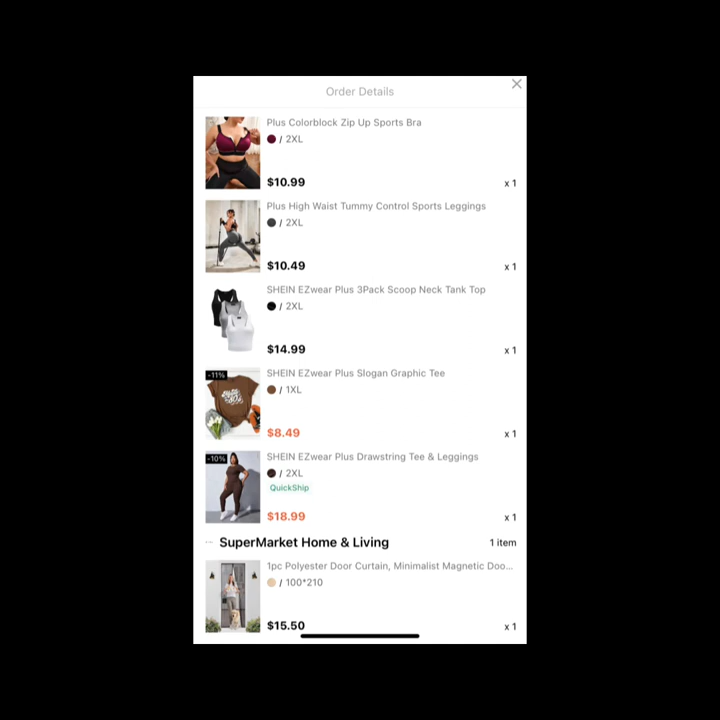 Order Details
Plus Colorblock Zip Up Sports Bra
/ 2XL
$10.99 x 1
Plus High Waist Tummy Control Sports Leggings
/ 2XL
$10.49 x 1
SHEIN EZwear Plus 3Pack Scoop Neck Tank Top
/ 2XL
$14.99 x 1
-11%
SHEIN EZwear Plus Slogan Graphic Tee
/ 1XL
$8.49 x 1
-10%
SHEIN EZwear Plus Drawstring Tee & Leggings
/ 2XL
QuickShip
$18.99 x 1
SuperMarket Home & Living 1 item
1pc Polyester Door Curtain, Minimalist Magnetic Doo...
/ 100*210
$15.50 x 1